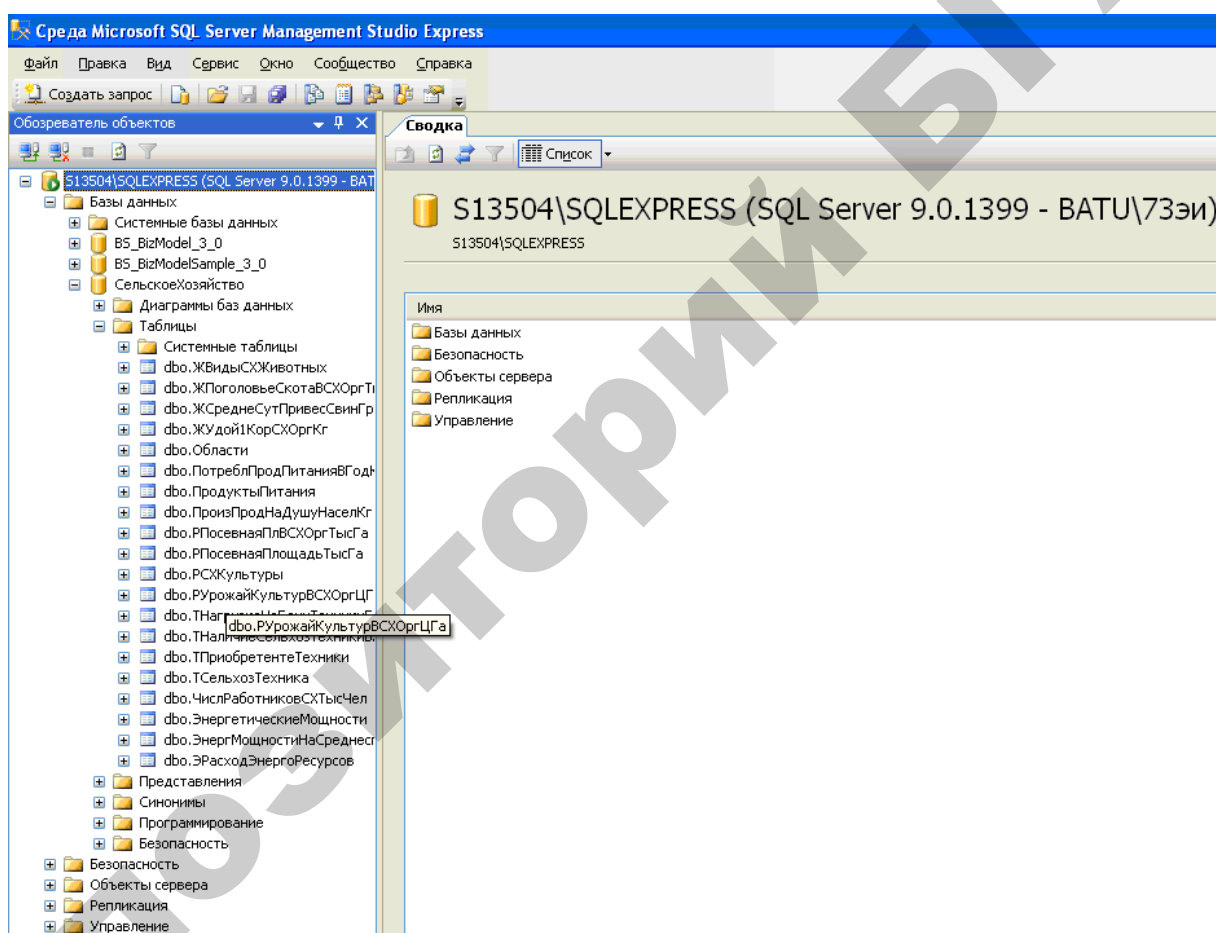 Среда Microsoft SQL Server Management Studio Express
Файл Правка Вид Сервис Окно Сообщество Справка
Создать запрос
Обозреватель объектов
Сводка
Список
S13504\SQLEXPRESS (SQL Server 9.0.1399 - BAT
Базы данных
Системные базы данных
BS_BizModel_3_0
BS_BizModelSample_3_0
СельскоеХозяйство
Диаграммы баз данных
Таблицы
Системные таблицы
dbo.ЖВидыСХЖивотных
dbo.ЖПоголовьеСкотаВСХОргТ
dbo.ЖСреднеСутПривесСвинГр
dbo.ЖУдой1КорСХОргКг
dbo.Области
dbo.ПотреблПродПитанияВГод
dbo.ПродуктыПитания
dbo.ПроизПродНаДушуНаселКг
dbo.РПосевнаяПлВСХОргТысГа
dbo.РПосевнаяПлощадьТысГа
dbo.РСХКультуры
dbo.РУрожайКультурВСХОргЦГ
dbo.РУрожайКультурВСХОргЦГа
dbo.ТПриобретентеТехники
dbo.ТСельхозТехника
dbo.ЧислРаботниковСХТысЧел
dbo.ЭнергетическиеМощности
dbo.ЭнергМощностиНаСреднесг
dbo.ЭРасходЭнергоРесурсов
Представления
Синонимы
Программирование
Безопасность
Безопасность
Объекты сервера
Репликация
Управление
S13504\SQLEXPRESS (SQL Server 9.0.1399 - BATU\73эи)
S13504\SQLEXPRESS
Имя
Базы данных
Безопасность
Объекты сервера
Репликация
Управление
позиторий БГ